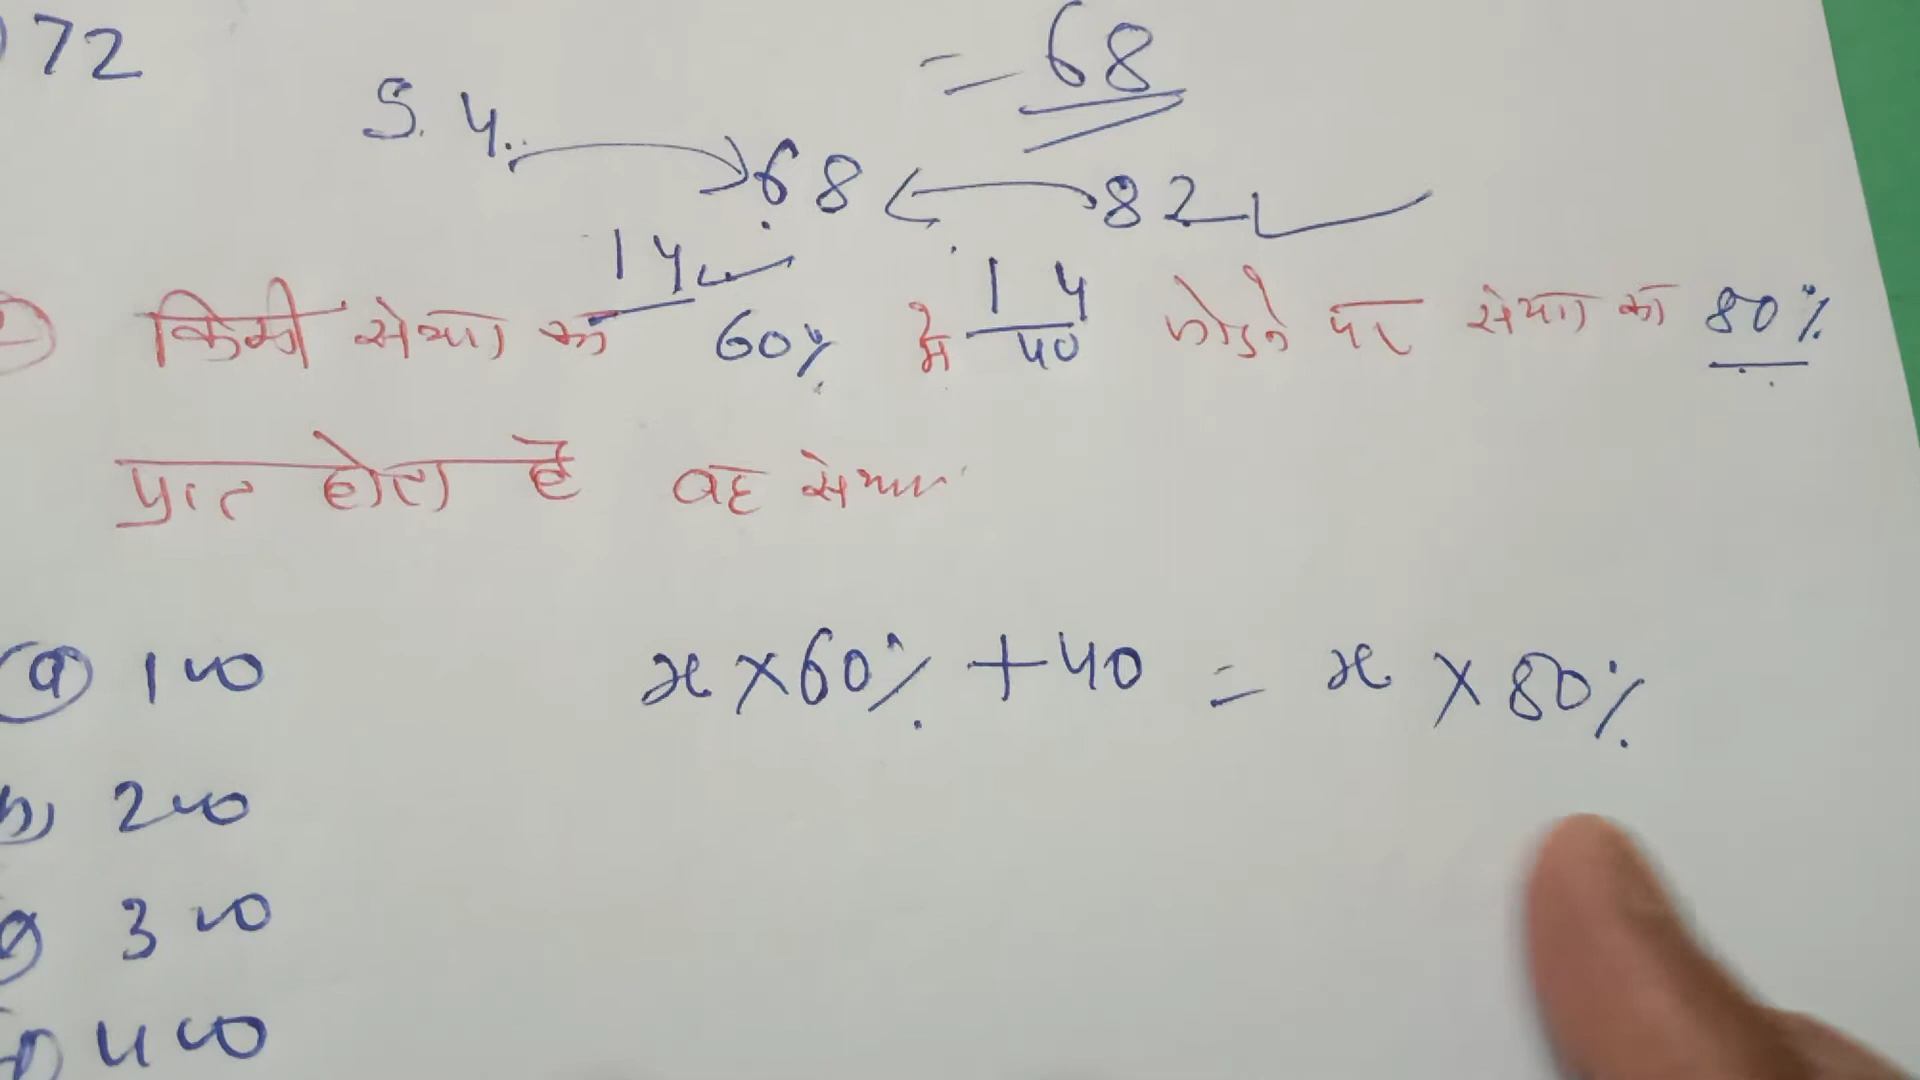 72
= 68
S. 4. 68 82
14 14
किसी संख्या का 60% में 40 जोडने पर संख्या का 80%
प्राप्त होता है वह संख्या
(a) 100 x × 60% + 40 = x × 80%
b) 200
300
400